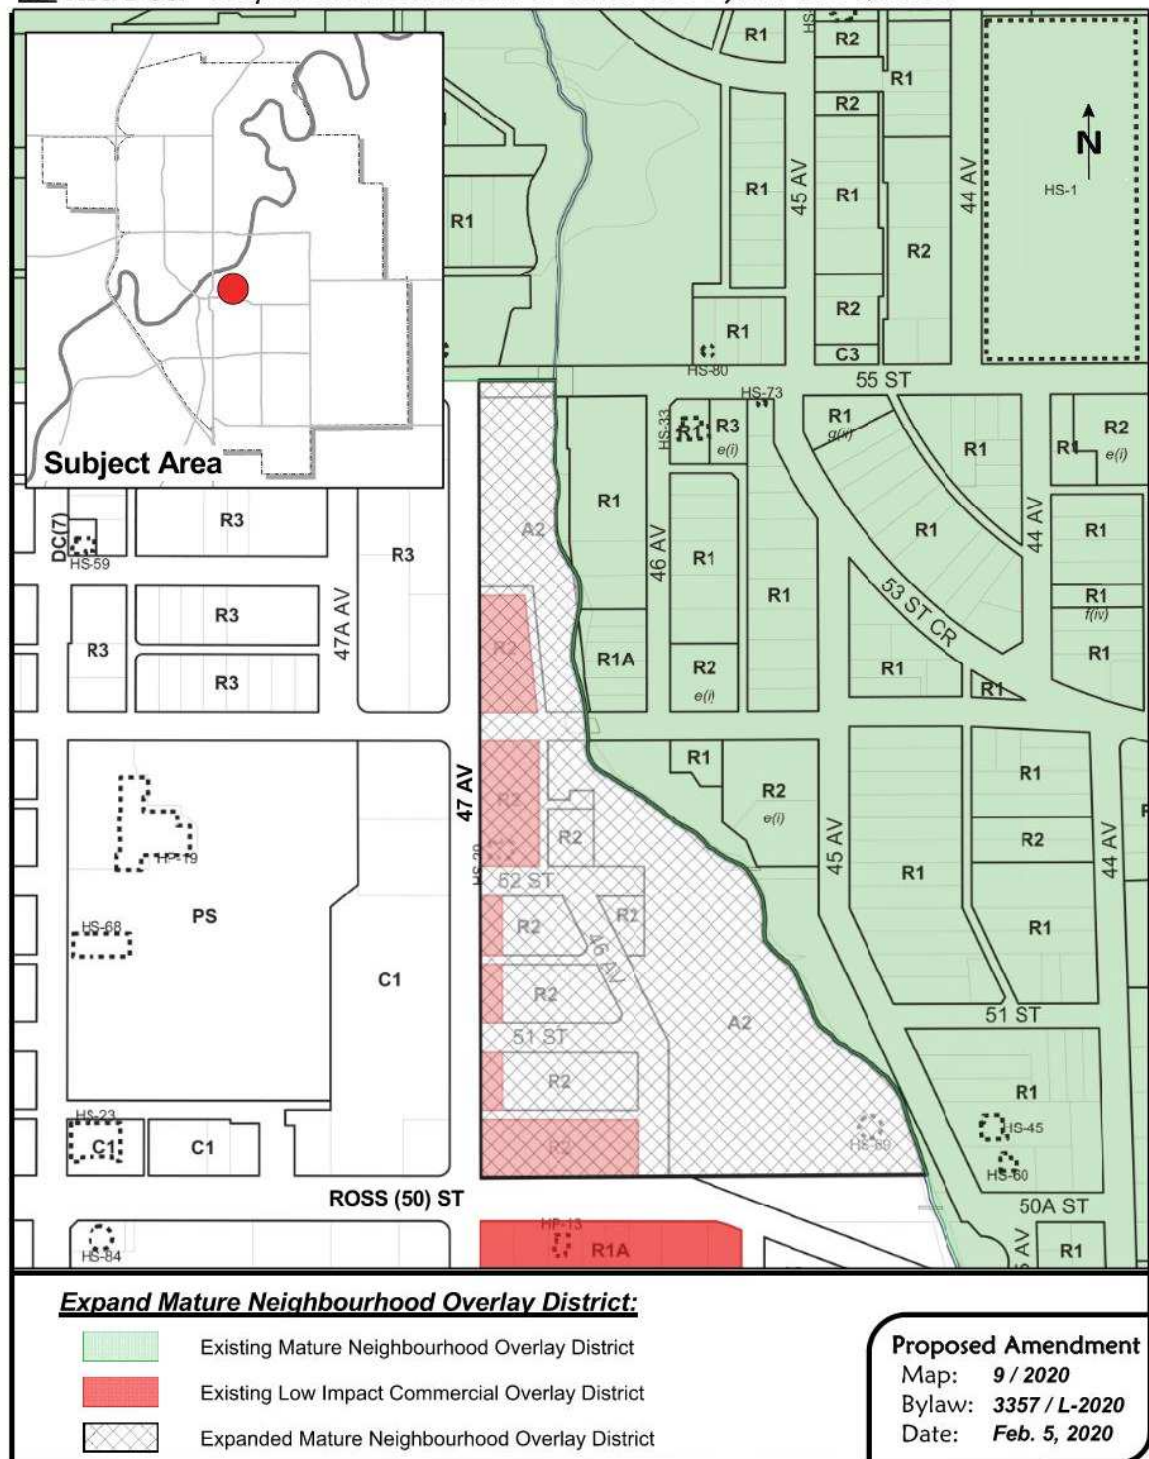 R1
HS-
R2
R1
R2
R1
45 AV
R1
44 AV
N
HS-1
R1
R2
R2
R1
C3
HS-80
55 ST
Subject Area
HS-73
HS-33
R1
R3
e(i)
R1
g(ii)
R1
R1
R2
e(i)
DC(7)
HS-59
R3
R3
A2
R1
46 AV
R1
R1
R1
44 AV
R1
R1
f(iv)
53 ST CR
R3
R3
R3
47A AV
R2
R1A
R2
e(i)
R1
R1
R1
R1
R2
e(i)
R1
47 AV
R2
R2
HP-19
45 AV
R2
44 AV
R1
52 ST
HS-68
PS
R2
R2
46 AV
R1
C1
R2
A2
51 ST
51 ST
R2
R1
HS-23
C1
C1
R2
HS-89
HS-45
HS-60
ROSS (50) ST
50A ST
HS-84
HP-13
R1A
AV
R1
Expand Mature Neighbourhood Overlay District:
Existing Mature Neighbourhood Overlay District
Existing Low Impact Commercial Overlay District
Expanded Mature Neighbourhood Overlay District
Proposed Amendment
Map: 9 / 2020
Bylaw: 3357 / L-2020
Date: Feb. 5, 2020